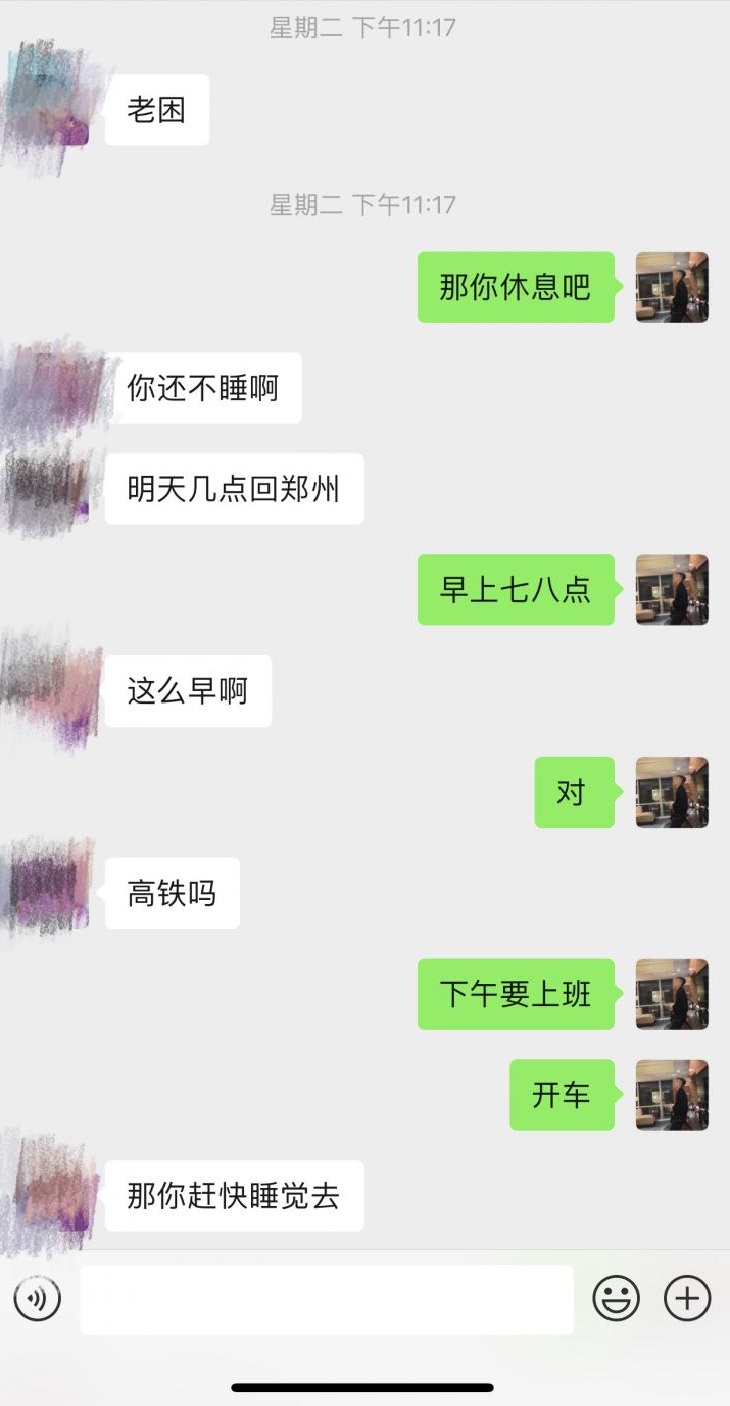 星期二 下午11:17
老困
星期二 下午11:17
那你休息吧
你还不睡啊
明天几点回郑州
早上七八点
这么早啊
对
高铁吗
下午要上班
开车
那你赶快睡觉去